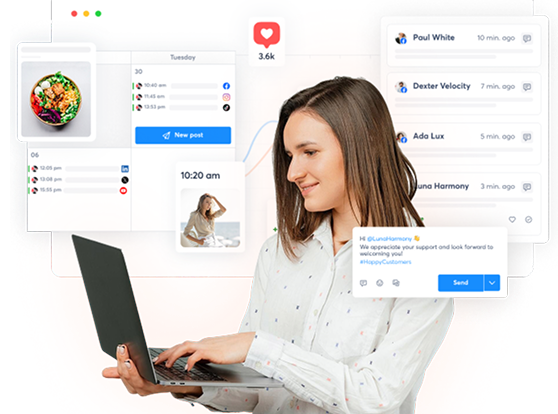 Tuesday
30
10:45 am
11:45 am
13:53 pm
New post
06
12:05 pm
13:08 pm
15:55 pm
10:20 am
3.6k
Paul White
10 min. ago
Dexter Velocity
7 min. ago
Ada Lux
5 min. ago
Luna Harmony
3 min. ago
Hi @LunaHarmony 👋
We appreciate your support and look forward to
welcoming you!
#HappyCustomers
Send